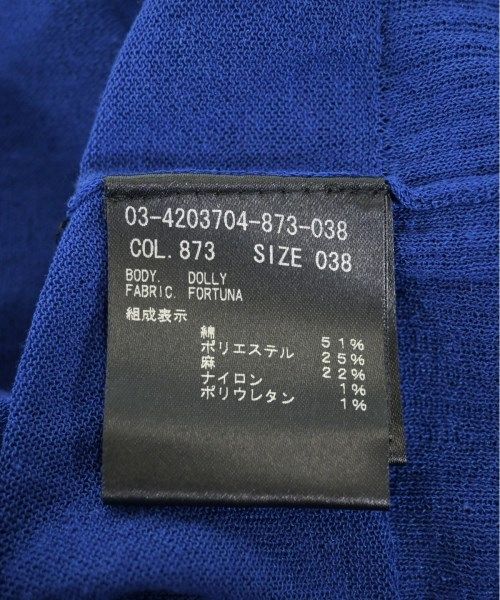 03-4203704-873-038
COL. 873 SIZE 038
BODY. DOLLY
FABRIC. FORTUNA
組成表示
綿 51%
ポリエステル 25%
麻 22%
ナイロン 1%
ポリウレタン 1%